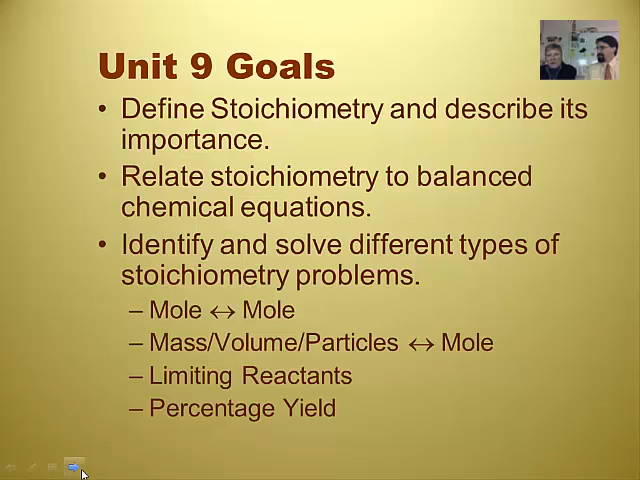 Unit 9 Goals
• Define Stoichiometry and describe its
importance.
• Relate stoichiometry to balanced
chemical equations.
• Identify and solve different types of
stoichiometry problems.
– Mole ↔ Mole
– Mass/Volume/Particles ↔ Mole
– Limiting Reactants
– Percentage Yield